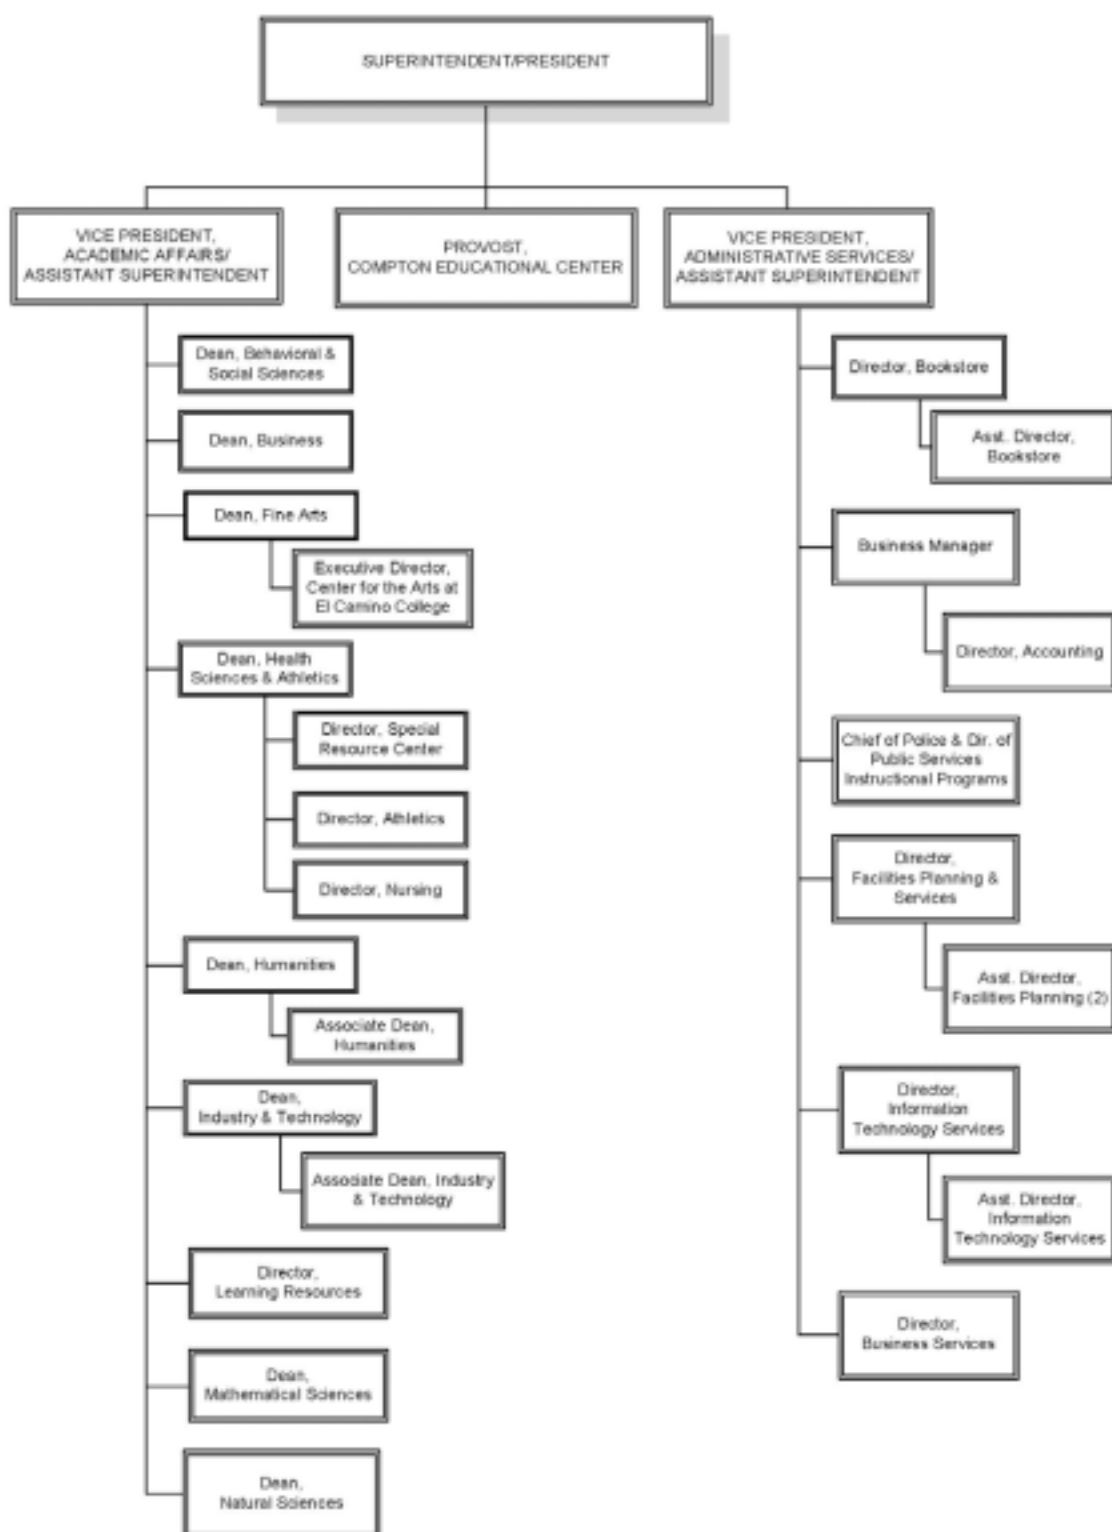 SUPERINTENDENT/PRESIDENT
VICE PRESIDENT,
ACADEMIC AFFAIRS/
ASSISTANT SUPERINTENDENT
PROVOST,
COMPTON EDUCATIONAL CENTER
VICE PRESIDENT,
ADMINISTRATIVE SERVICES/
ASSISTANT SUPERINTENDENT
Dean, Behavioral &
Social Sciences
Dean, Business
Dean, Fine Arts
Executive Director,
Center for the Arts at
El Camino College
Dean, Health
Sciences & Athletics
Director, Special
Resource Center
Director, Athletics
Director, Nursing
Dean, Humanities
Associate Dean,
Humanities
Dean,
Industry & Technology
Associate Dean, Industry
& Technology
Director,
Learning Resources
Dean,
Mathematical Sciences
Dean,
Natural Sciences
Director, Bookstore
Asst. Director,
Bookstore
Business Manager
Director, Accounting
Chief of Police & Dir. of
Public Services
Instructional Programs
Director,
Facilities Planning &
Services
Asst. Director,
Facilities Planning (2)
Director,
Information
Technology Services
Asst. Director,
Information
Technology Services
Director,
Business Services